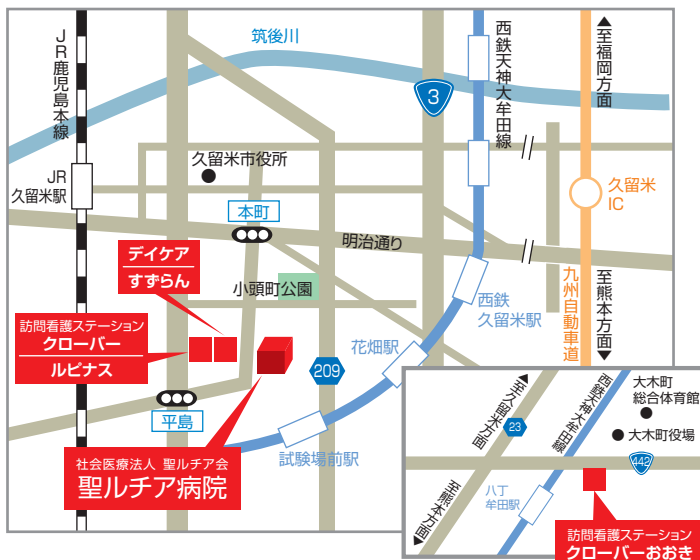 JR鹿児島本線
筑後川
3
西鉄天神大牟田線
至福岡方面
久留米市役所
JR
久留米駅
本町
明治通り
久留米
IC
デイケア
すずらん
小頭町公園
西鉄
久留米駅
九州自動車道
至熊本方面
訪問看護ステーション
クローバー
ルピナス
花畑駅
209
平島
試験場前駅
社会医療法人 聖ルチア会
聖ルチア病院
至久留米方面
23
西鉄天神大牟田線
大木町
総合体育館
大木町役場
442
至熊本方面
八丁
牟田駅
訪問看護ステーション
クローバーおおき